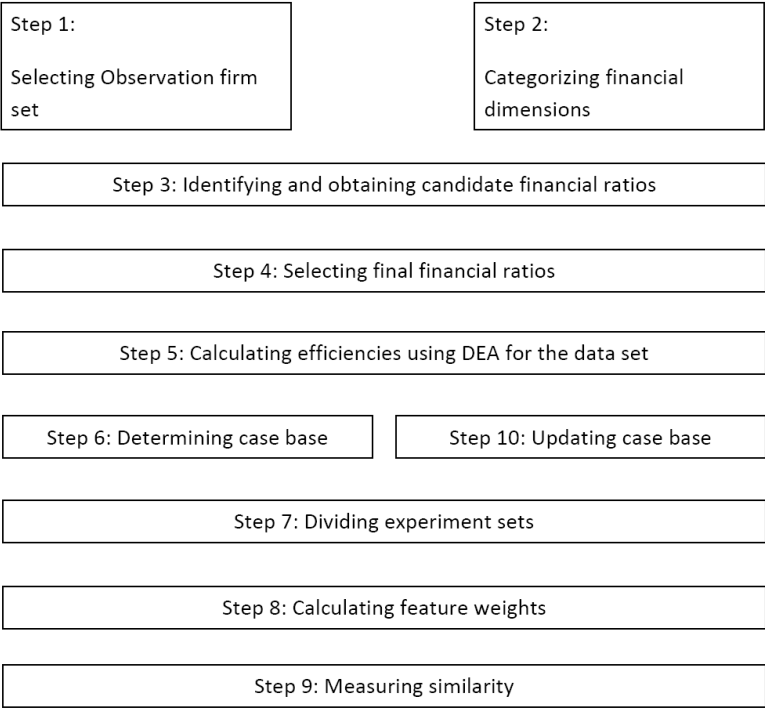 Step 1:
Selecting Observation firm
set
Step 2:
Categorizing financial
dimensions
Step 3: Identifying and obtaining candidate financial ratios
Step 4: Selecting final financial ratios
Step 5: Calculating efficiencies using DEA for the data set
Step 6: Determining case base
Step 10: Updating case base
Step 7: Dividing experiment sets
Step 8: Calculating feature weights
Step 9: Measuring similarity